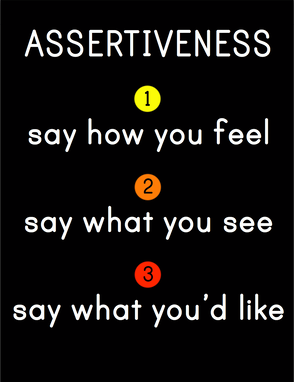 ASSERTIVENESS
1
say how you feel
2
say what you see
3
say what you'd like